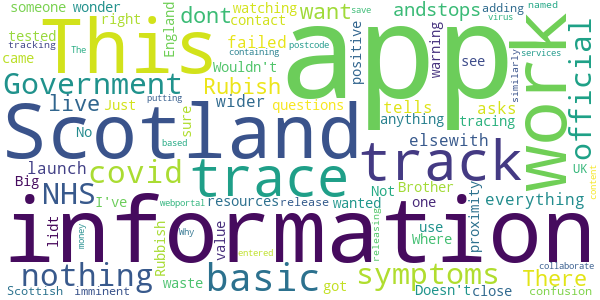 someone
wonder
dont
watching
want
andstops
adding
save
right
tested
England
contact
warning
virus
named
tracking
The
This
app
work
official
postcode
services
containing
came
failed
positive
see
similarly
Wouldn't
Government
Rubish
wider
putting
live
Just
questions
tells
tracing
No
sure
asks
anything
UK
Scotland
trace
track
elsewith
launch
covid
Not
Brother
everything
Big
I've
NHS
resources
release
webportal
wanted
one
proximity
content
Where
use
value
information
lidt
Rubbish
based
Why
entered
releasing
There
nothing
basic
symptoms
money
waste
got
Doesn't
close
collaborate
Scottish
imminent
confusion